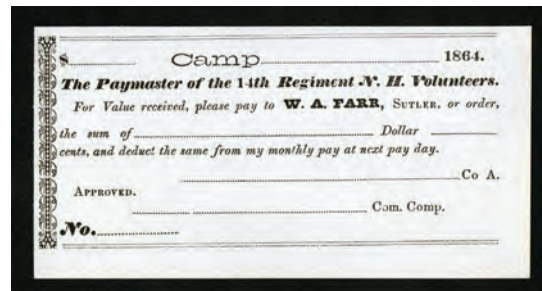 $ Camp 1864.
The Paymaster of the 14th Regiment N. H. Volunteers.
For Value received, please pay to W. A. FARR, SUTLER, or order,
the sum of Dollar
cents, and deduct the same from my monthly pay at next pay day.
Co A.
APPROVED.
Com. Comp.
No.